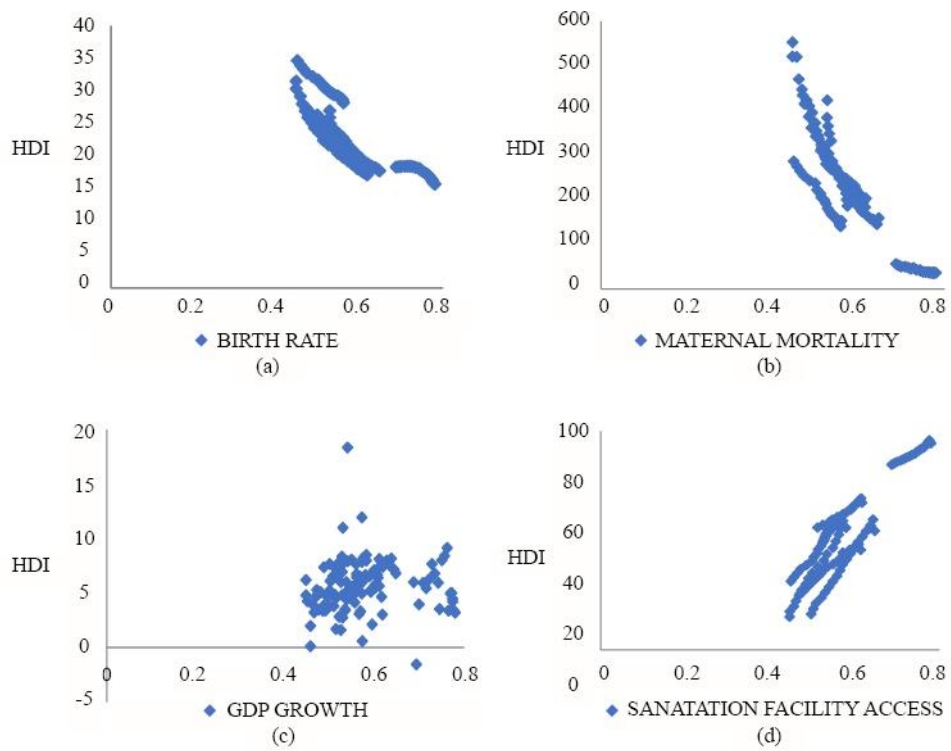 40
35
30
HDI
25
20
15
10
5
0
0 0.2 0.4 0.6 0.8
BIRTH RATE
(a)
600
500
400
HDI
300
200
100
0
0 0.2 0.4 0.6 0.8
MATERNAL MORTALITY
(b)
20
15
HDI
10
5
0
-5
0 0.2 0.4 0.6 0.8
GDP GROWTH
(c)
100
80
60
HDI
40
20
0
0 0.2 0.4 0.6 0.8
SANATATION FACILITY ACCESS
(d)